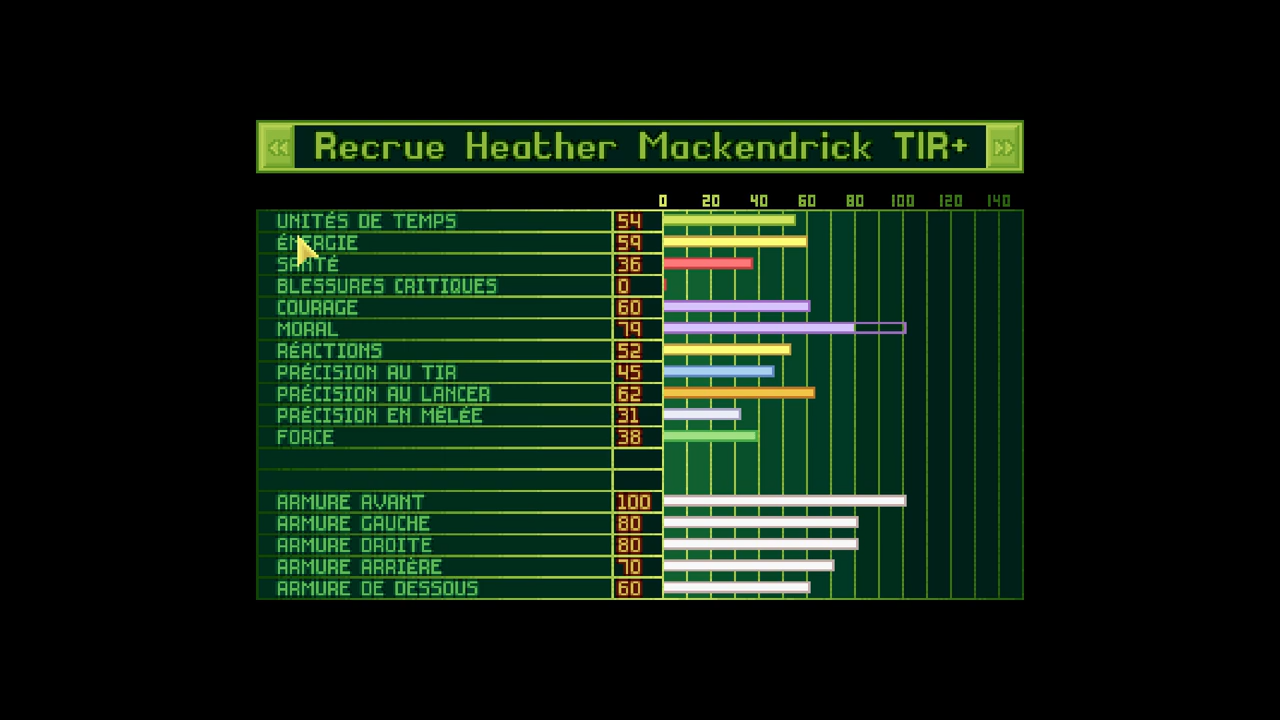 Recrue Heather Mackendrick TIR+
0 20 40 60 80 100 120 140
UNITÉS DE TEMPS 54
ÉNERGIE 59
SANTÉ 36
BLESSURES CRITIQUES 0
COURAGE 60
MORAL 79
RÉACTIONS 52
PRÉCISION AU TIR 45
PRÉCISION AU LANCER 62
PRÉCISION EN MÊLÉE 31
FORCE 38
ARMURE AVANT 100
ARMURE GAUCHE 80
ARMURE DROITE 80
ARMURE ARRIÈRE 70
ARMURE DE DESSOUS 60